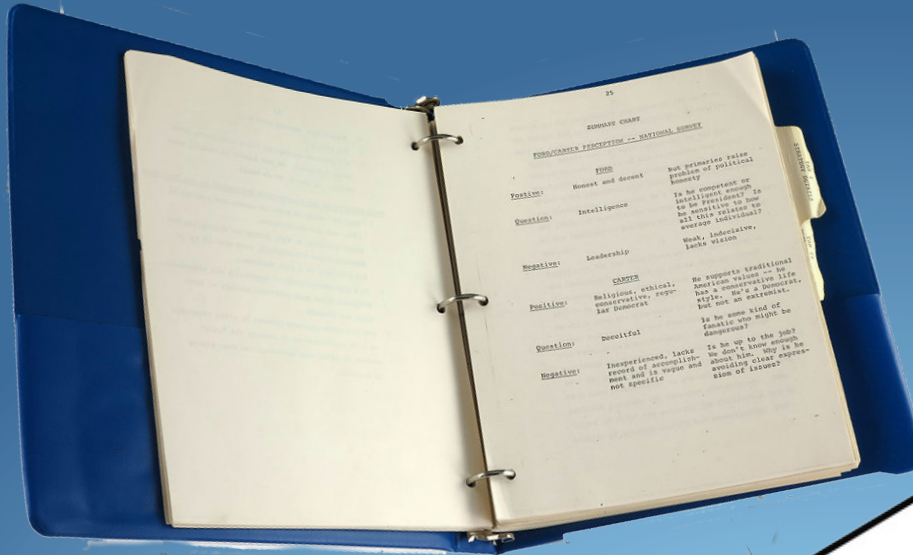 25
SUMMARY CHART
FORD/CARTER PERCEPTION -- NATIONAL SURVEY
FORD
Postive:
Honest and decent
But primaries raise
problem of political
honesty
Question:
Intelligence
Is he competent or
intelligent enough
to be President? Is
he sensitive to how
all this related to
average individual?
Negative:
Leadership
Weak, indecisive,
lacks vision
CARTER
Positive:
Religious, ethical,
conservative, regu-
lar Democrat
He supports traditional
American values -- he
has a conservative life
style. He's a Democrat,
but not an extremist.
Question:
Deceitful
Is he some kind of
fanatic who might be
dangerous?
Negative:
Inexperienced, lacks
record of accomplish-
ment and is vague and
not specific
Is he up to the job?
We don't know enough
about him. Why is he
avoiding clear expres-
sion of issues?